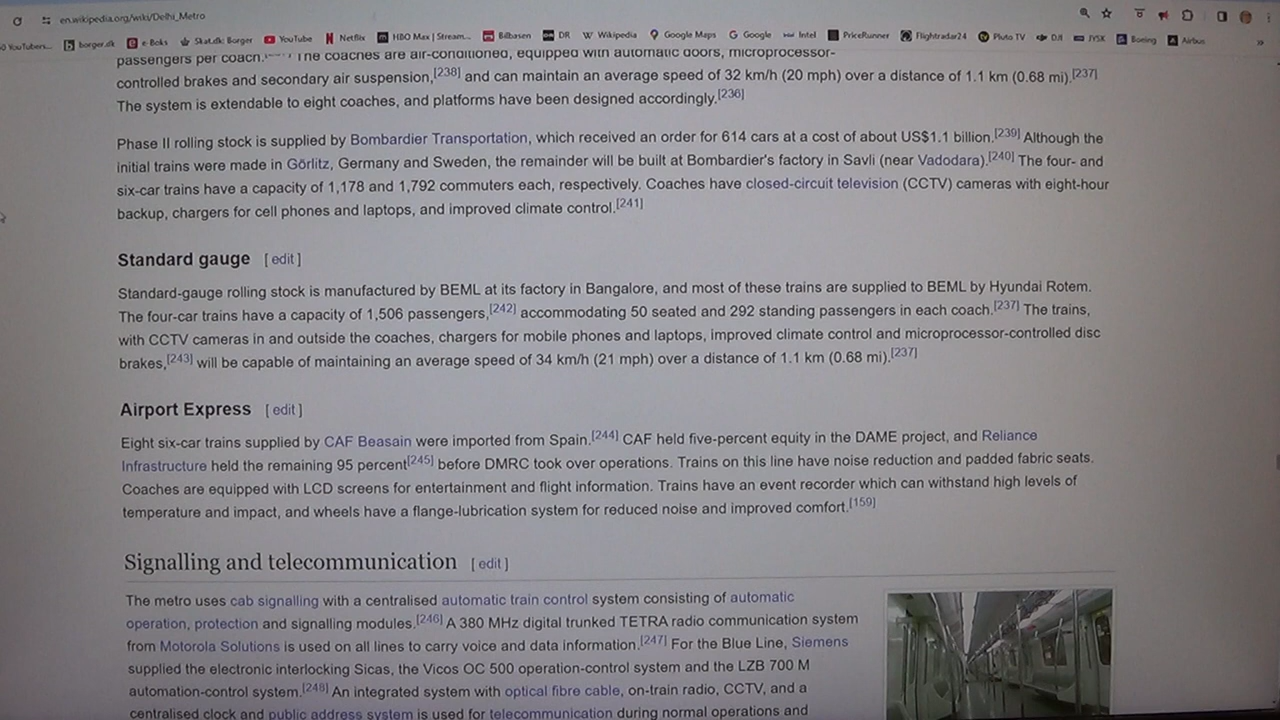 en.wikipedia.org/wiki/Delhi_Metro
YouTubers... borger.dk e-Boks Skat.dk: Borger YouTube Netflix HBO Max | Stream... Bilbasen DR Wikipedia Google Maps Google Intel PriceRunner Flightradar24 Pluto TV DJI JYSK Boeing Airbus »
passengers per coach. The coaches are air-conditioned, equipped with automatic doors, microprocessor-
controlled brakes and secondary air suspension,[238] and can maintain an average speed of 32 km/h (20 mph) over a distance of 1.1 km (0.68 mi).[237]
The system is extendable to eight coaches, and platforms have been designed accordingly.[236]
Phase II rolling stock is supplied by Bombardier Transportation, which received an order for 614 cars at a cost of about US$1.1 billion.[239] Although the
initial trains were made in Görlitz, Germany and Sweden, the remainder will be built at Bombardier's factory in Savli (near Vadodara).[240] The four- and
six-car trains have a capacity of 1,178 and 1,792 commuters each, respectively. Coaches have closed-circuit television (CCTV) cameras with eight-hour
backup, chargers for cell phones and laptops, and improved climate control.[241]
Standard gauge [ edit ]
Standard-gauge rolling stock is manufactured by BEML at its factory in Bangalore, and most of these trains are supplied to BEML by Hyundai Rotem.
The four-car trains have a capacity of 1,506 passengers,[242] accommodating 50 seated and 292 standing passengers in each coach.[237] The trains,
with CCTV cameras in and outside the coaches, chargers for mobile phones and laptops, improved climate control and microprocessor-controlled disc
brakes,[243] will be capable of maintaining an average speed of 34 km/h (21 mph) over a distance of 1.1 km (0.68 mi).[237]
Airport Express [ edit ]
Eight six-car trains supplied by CAF Beasain were imported from Spain.[244] CAF held five-percent equity in the DAME project, and Reliance
Infrastructure held the remaining 95 percent[245] before DMRC took over operations. Trains on this line have noise reduction and padded fabric seats.
Coaches are equipped with LCD screens for entertainment and flight information. Trains have an event recorder which can withstand high levels of
temperature and impact, and wheels have a flange-lubrication system for reduced noise and improved comfort.[159]
Signalling and telecommunication [ edit ]
The metro uses cab signalling with a centralised automatic train control system consisting of automatic
operation, protection and signalling modules.[246] A 380 MHz digital trunked TETRA radio communication system
from Motorola Solutions is used on all lines to carry voice and data information.[247] For the Blue Line, Siemens
supplied the electronic interlocking Sicas, the Vicos OC 500 operation-control system and the LZB 700 M
automation-control system.[248] An integrated system with optical fibre cable, on-train radio, CCTV, and a
centralised clock and public address system is used for telecommunication during normal operations and